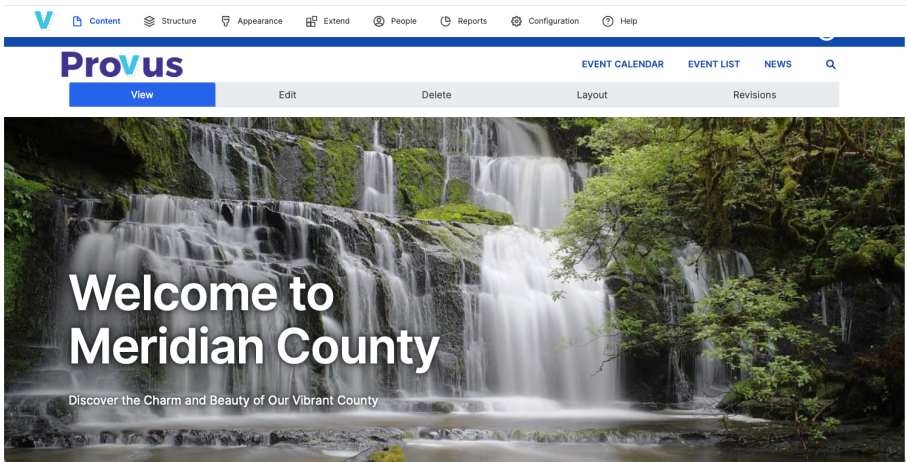 Content Structure Appearance Extend People Reports Configuration Help
Provus EVENT CALENDAR EVENT LIST NEWS
View Edit Delete Layout Revisions
Welcome to
Meridian County
Discover the Charm and Beauty of Our Vibrant County